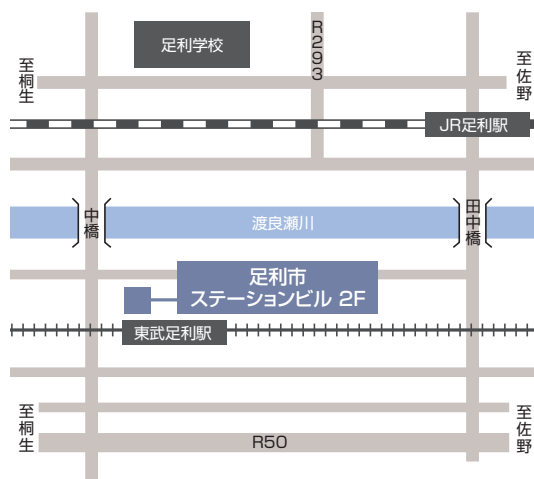 足利学校
R293
至桐生
至佐野
JR足利駅
中橋
渡良瀬川
田中橋
足利市
ステーションビル 2F
東武足利駅
至桐生
至佐野
R50